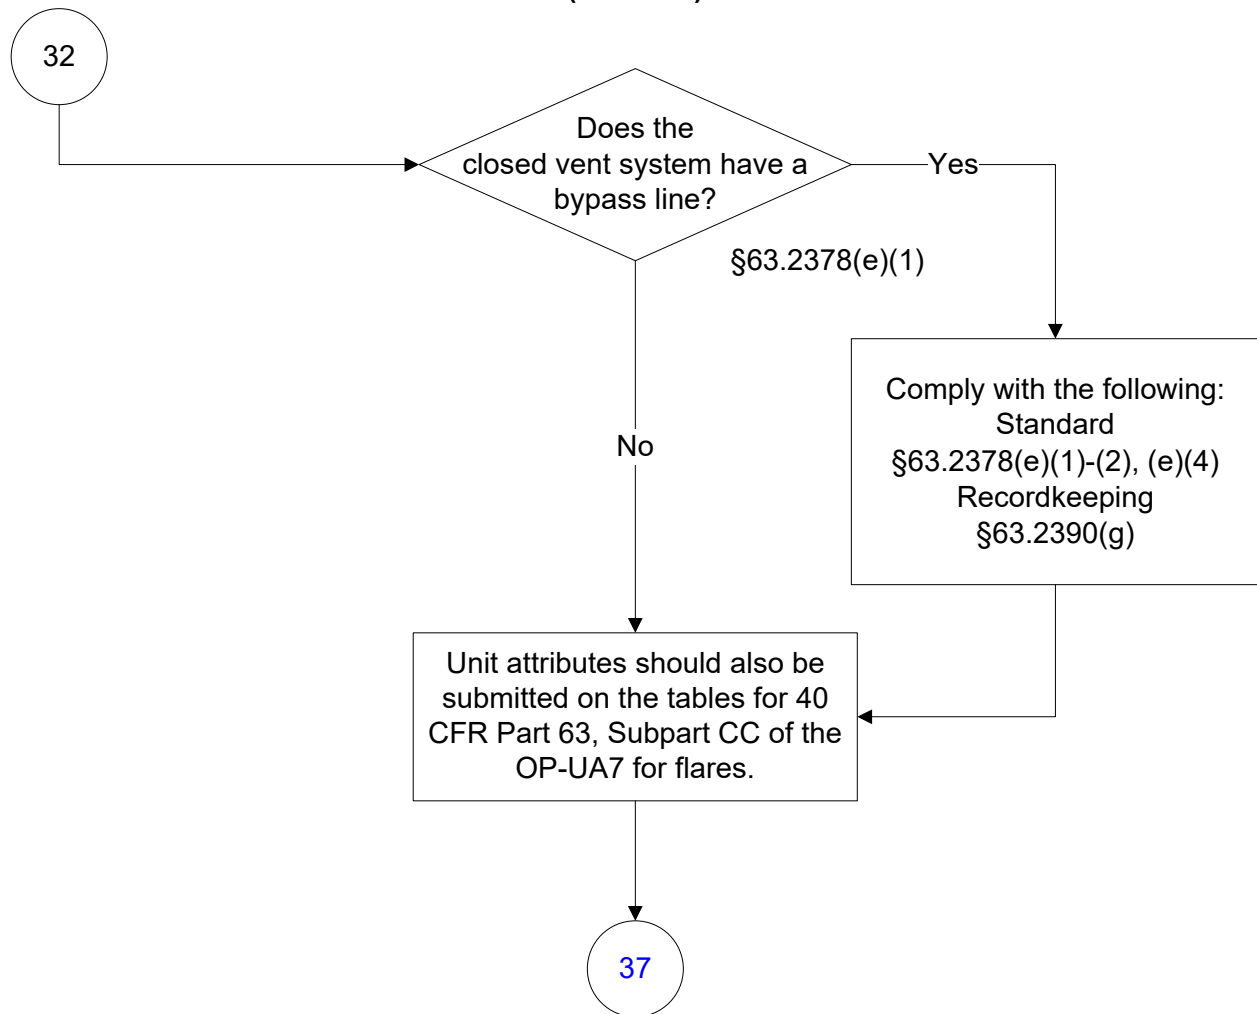 32
Does the
closed vent system have a
bypass line?
Yes
§63.2378(e)(1)
Comply with the following:
Standard
§63.2378(e)(1)-(2), (e)(4)
Recordkeeping
§63.2390(g)
No
Unit attributes should also be
submitted on the tables for 40
CFR Part 63, Subpart CC of the
OP-UA7 for flares.
37